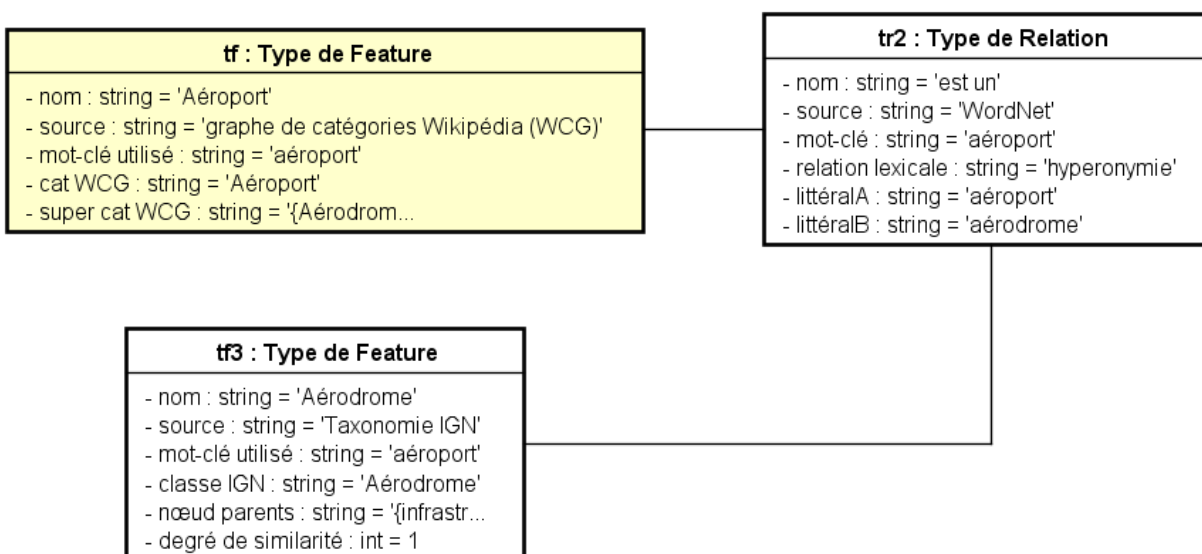 tf : Type de Feature
- nom : string = 'Aéroport'
- source : string = 'graphe de catégories Wikipédia (WCG)'
- mot-clé utilisé : string = 'aéroport'
- cat WCG : string = 'Aéroport'
- super cat WCG : string = '{Aérodrom...
tr2 : Type de Relation
- nom : string = 'est un'
- source : string = 'WordNet'
- mot-clé : string = 'aéroport'
- relation lexicale : string = 'hyperonymie'
- littéralA : string = 'aéroport'
- littéralB : string = 'aérodrome'
tf3 : Type de Feature
- nom : string = 'Aérodrome'
- source : string = 'Taxonomie IGN'
- mot-clé utilisé : string = 'aéroport'
- classe IGN : string = 'Aérodrome'
- nœud parents : string = '{infrastr...
- degré de similarité : int = 1